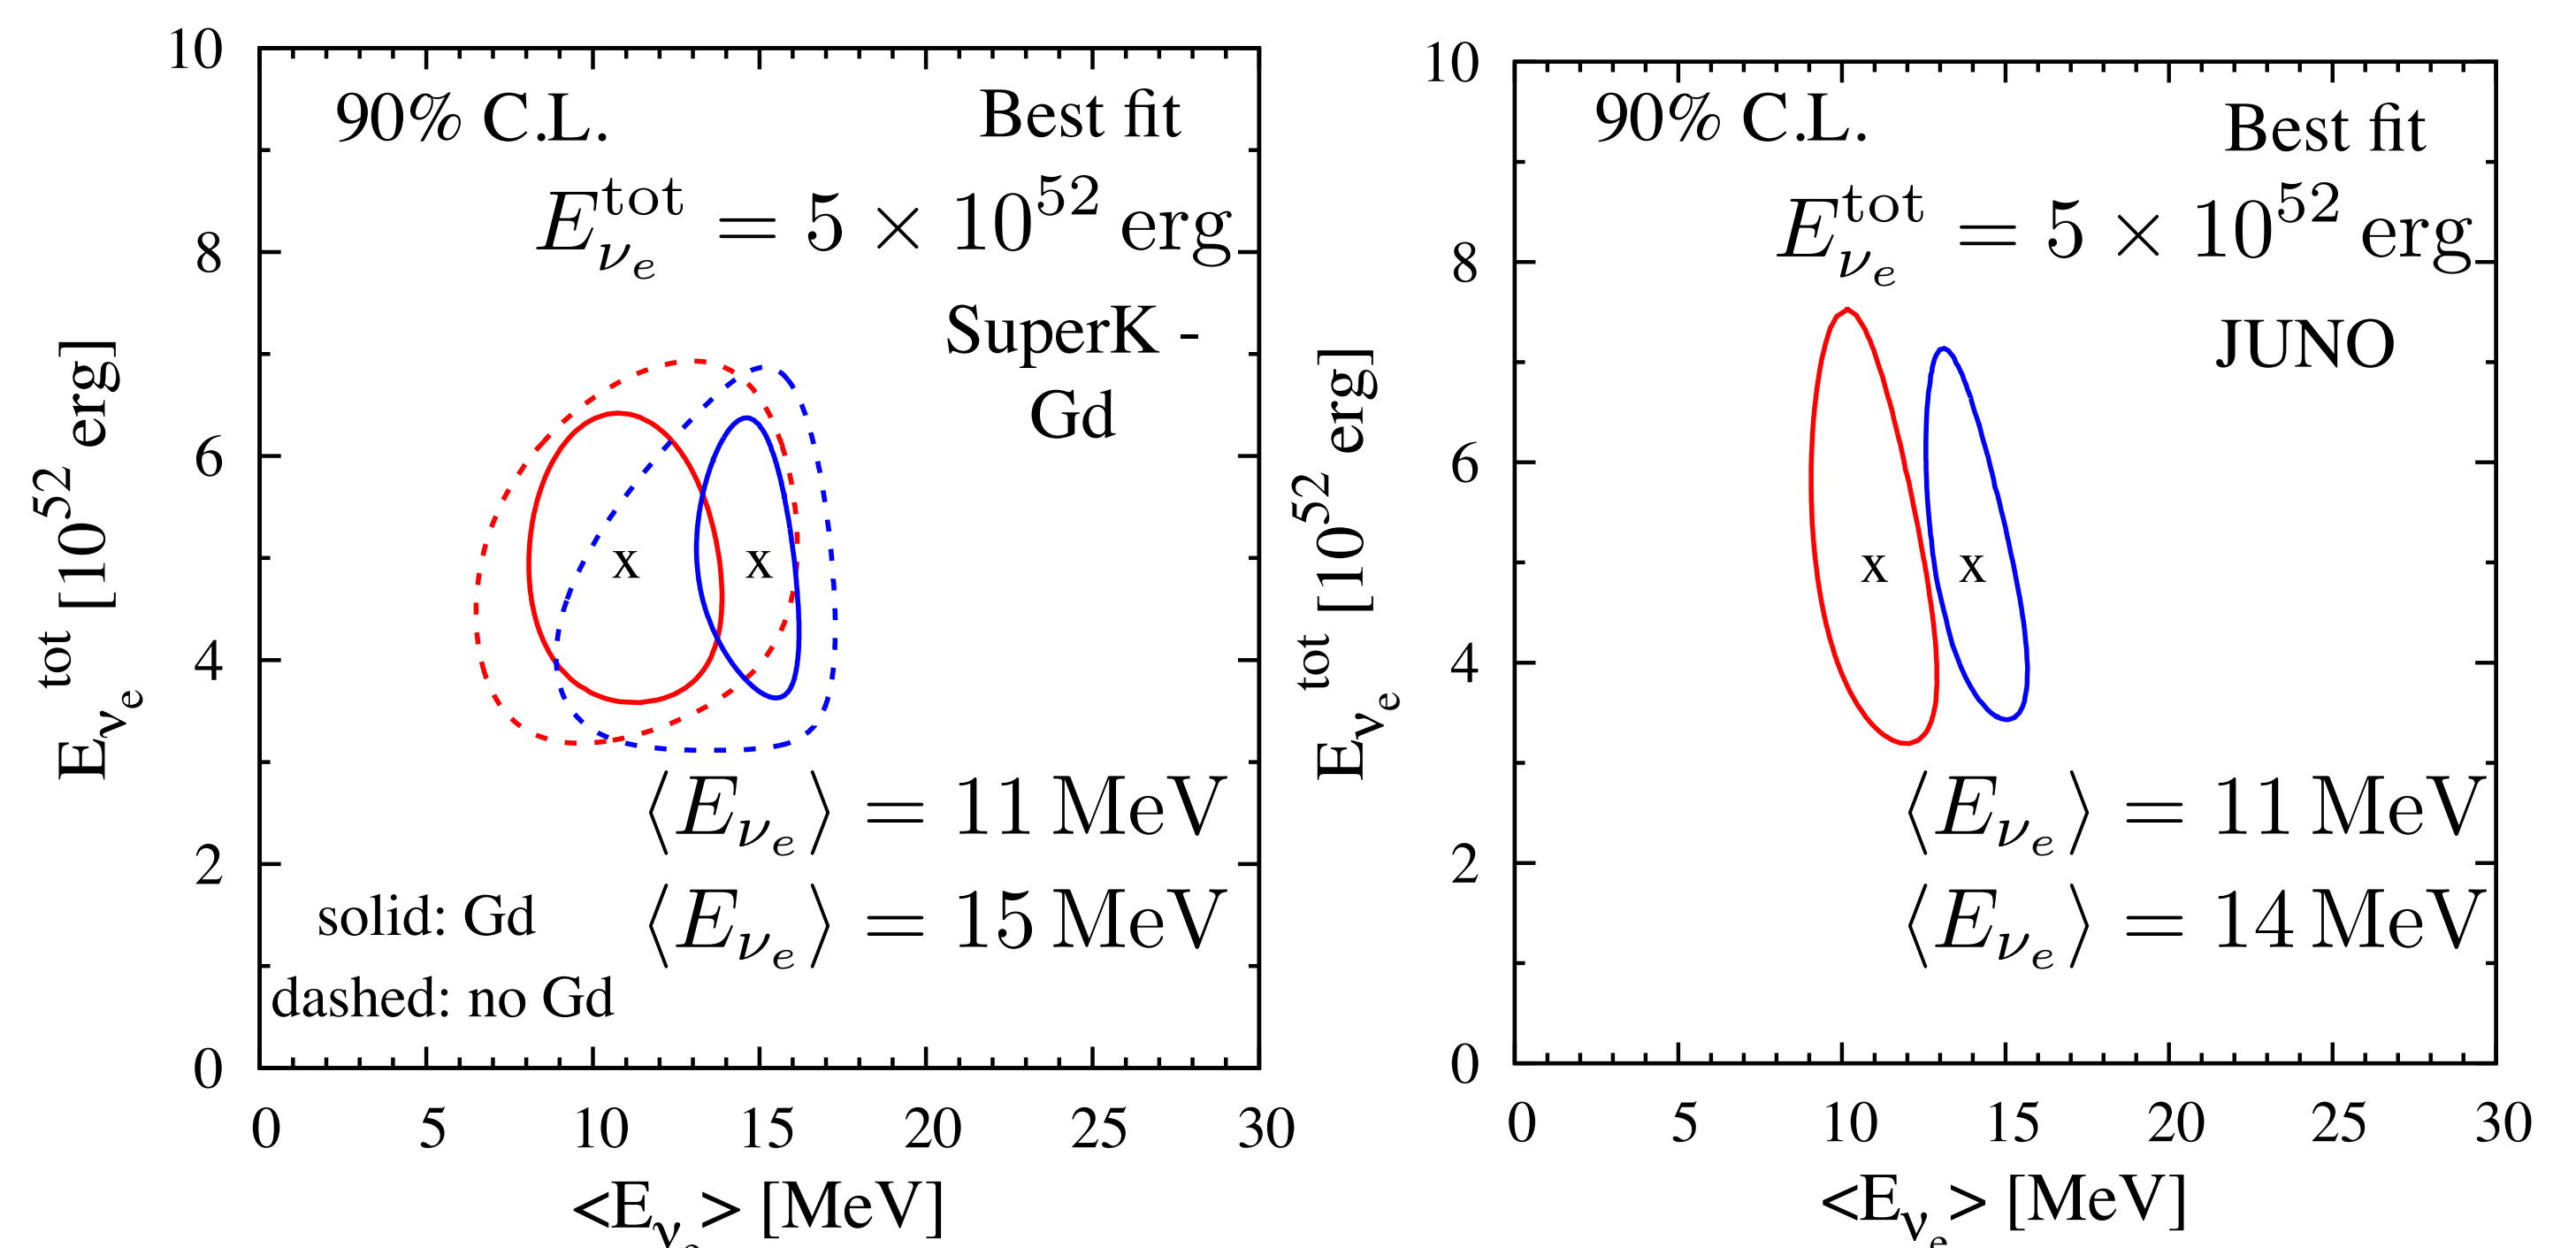 90% C.L.
Best fit
E_{ν_e}^{tot} = 5 × 10^{52} erg
SuperK -
Gd
x x
⟨E_{ν_e}⟩ = 11 MeV
⟨E_{ν_e}⟩ = 15 MeV
solid: Gd
dashed: no Gd
10
8
6
4
2
0
0 5 10 15 20 25 30
E_{ν_e}^{tot} [10^{52} erg]
<E_{ν_e}> [MeV]
90% C.L.
Best fit
E_{ν_e}^{tot} = 5 × 10^{52} erg
JUNO
x x
⟨E_{ν_e}⟩ = 11 MeV
⟨E_{ν_e}⟩ = 14 MeV
10
8
6
4
2
0
0 5 10 15 20 25 30
E_{ν_e}^{tot} [10^{52} erg]
<E_{ν_e}> [MeV]